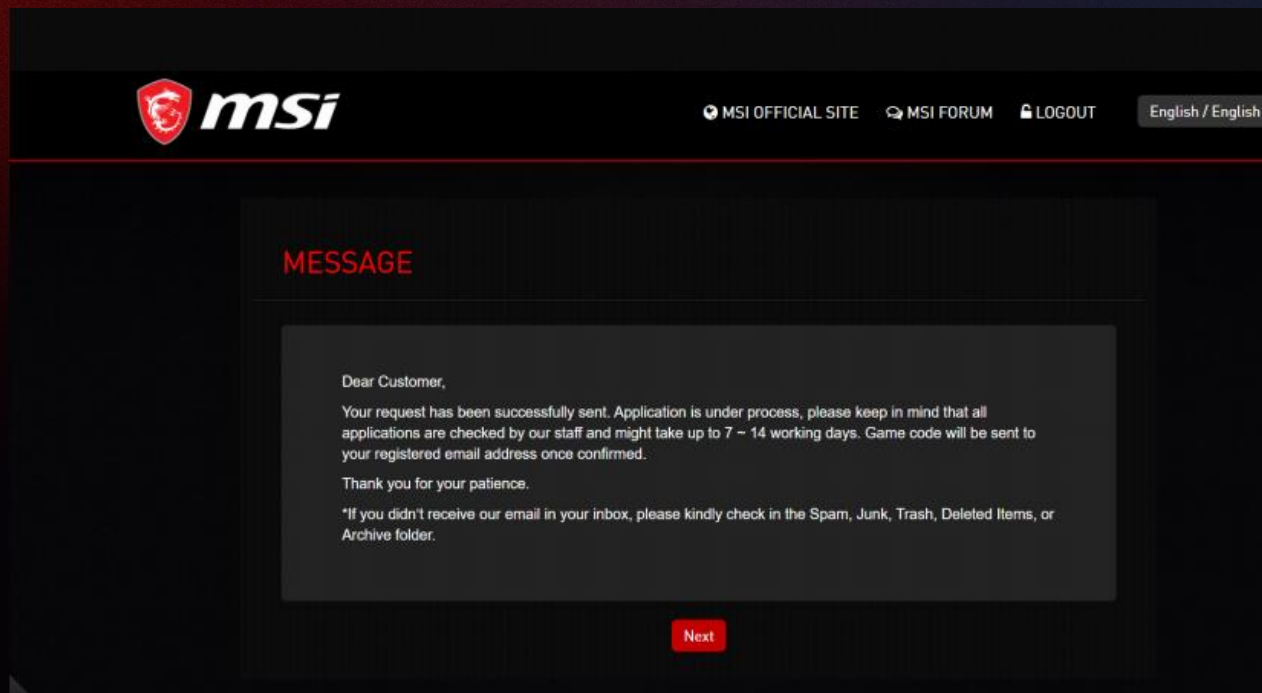 msi
MSI OFFICIAL SITE MSI FORUM LOGOUT English / English
MESSAGE
Dear Customer,
Your request has been successfully sent. Application is under process, please keep in mind that all
applications are checked by our staff and might take up to 7 ~ 14 working days. Game code will be sent to
your registered email address once confirmed.
Thank you for your patience.
*If you didn't receive our email in your inbox, please kindly check in the Spam, Junk, Trash, Deleted Items, or
Archive folder.
Next